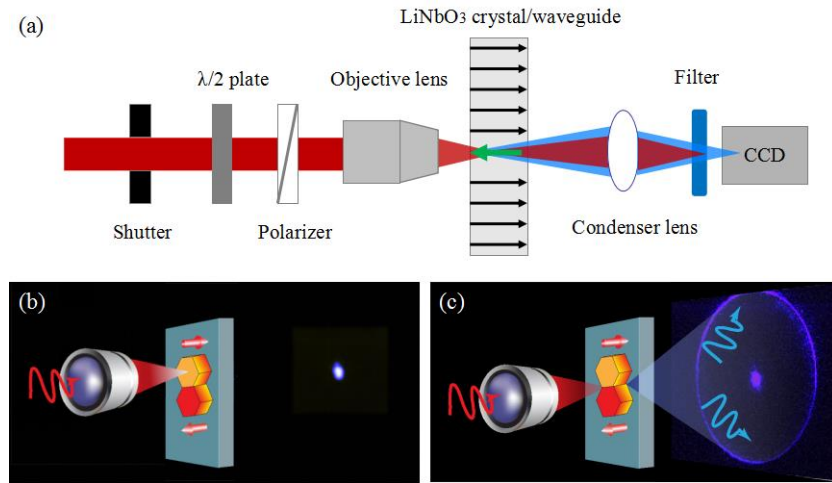 (a)
LiNbO3 crystal/waveguide
λ/2 plate
Objective lens
Filter
CCD
Shutter
Polarizer
Condenser lens
(b)
(c)